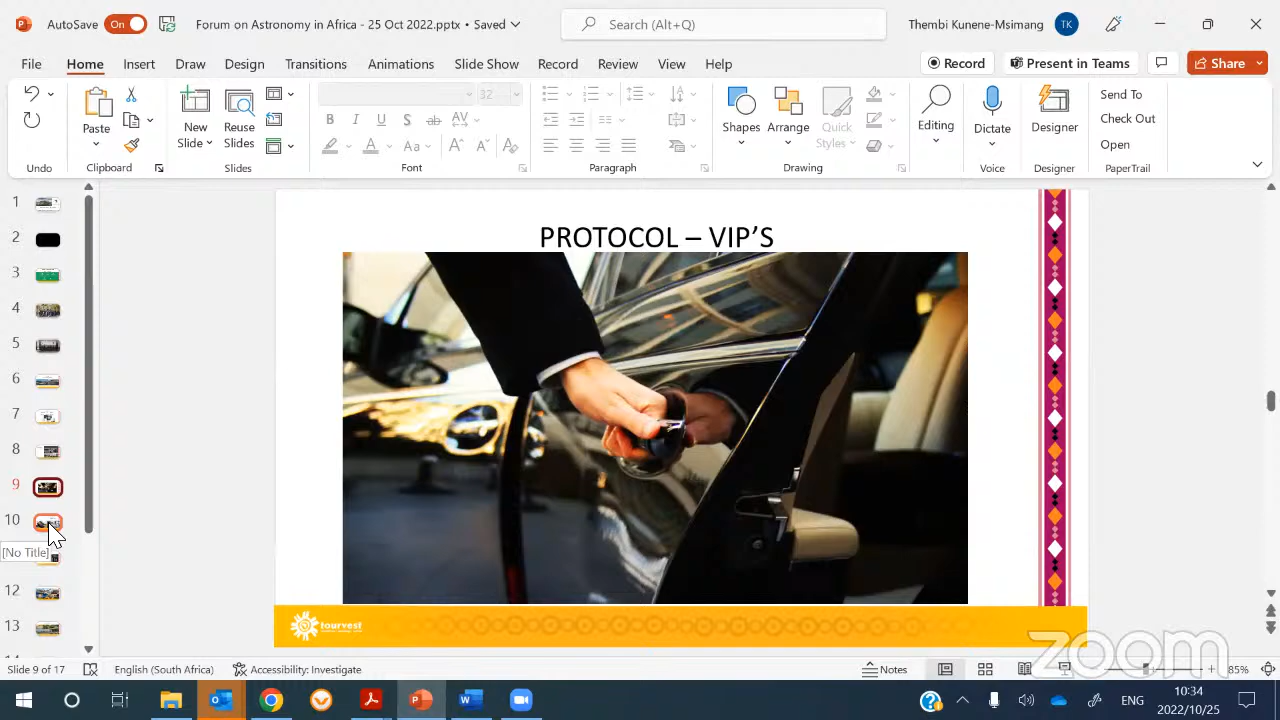 AutoSave On Forum on Astronomy in Africa - 25 Oct 2022.pptx • Saved Search (Alt+Q) Thembi Kunene-Msimang TK
File Home Insert Draw Design Transitions Animations Slide Show Record Review View Help Record Present in Teams Share
32
Paste New Slide Reuse Slides B I U S ab AV Aa A A Shapes Arrange Quick Styles Editing Dictate Designer Send To
Check Out
Open
Undo Clipboard Slides Font Paragraph Drawing Voice Designer PaperTrail
1
2
3
4
5
6
7
8
9
10
[No Title]
12
13
PROTOCOL – VIP’S
tourvest
zoom
Slide 9 of 17 English (South Africa) Accessibility: Investigate Notes 85%
ENG 10:34
2022/10/25